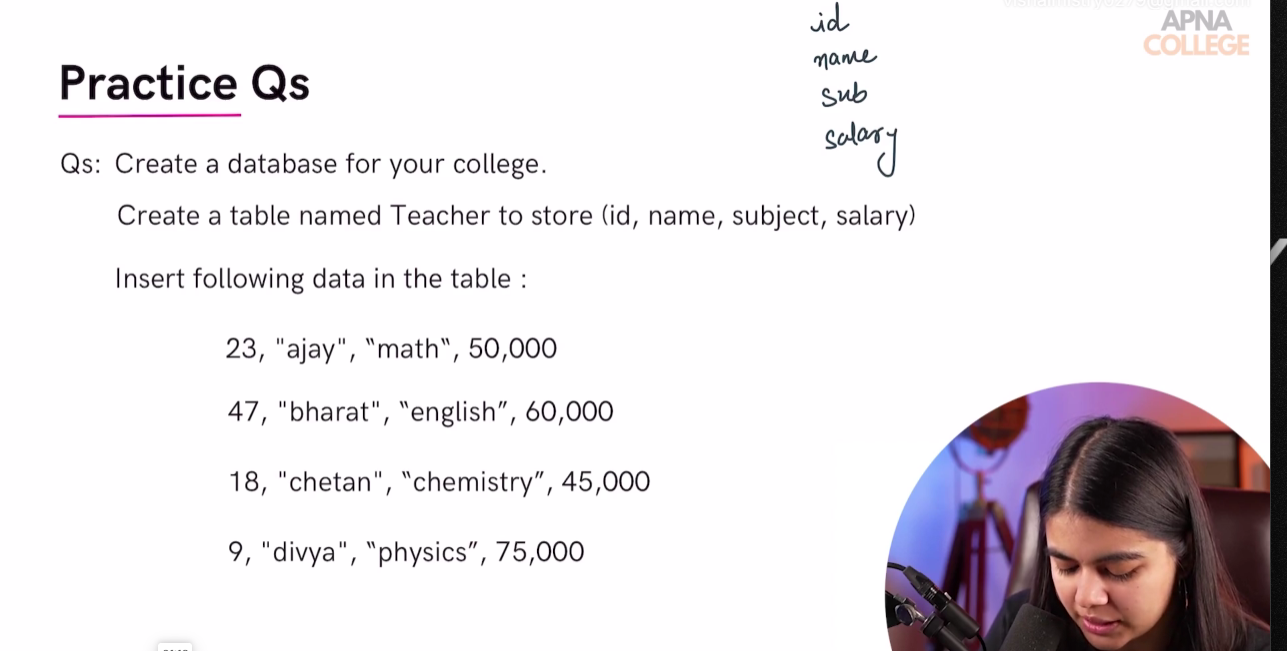 id
name
sub
salary
APNA
COLLEGE
Practice Qs
Qs: Create a database for your college.
Create a table named Teacher to store (id, name, subject, salary)
Insert following data in the table :
23, "ajay", “math“, 50,000
47, "bharat", “english”, 60,000
18, "chetan", “chemistry”, 45,000
9, "divya", “physics”, 75,000